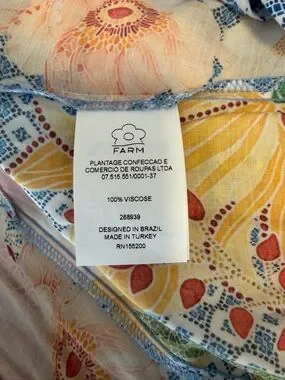 FARM
PLANTAGE CONFECCAO E
COMERCIO DE ROUPAS LTDA
07.515.551/0001-37
100% VISCOSE
268939
DESIGNED IN BRAZIL
MADE IN TURKEY
RN155200